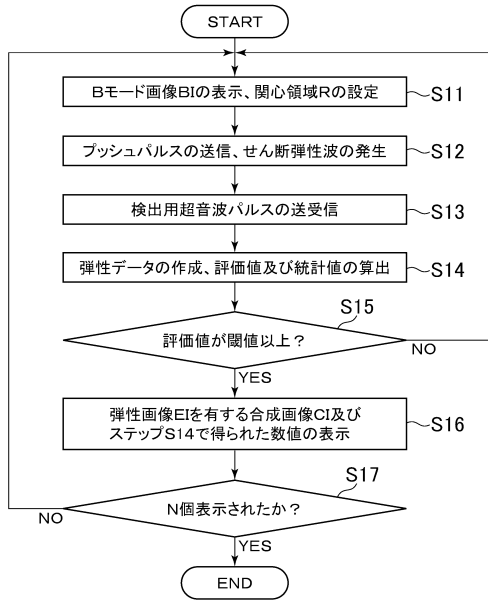 START
Bモード画像BIの表示、関心領域Rの設定
S11
プッシュパルスの送信、せん断弾性波の発生
S12
検出用超音波パルスの送受信
S13
弾性データの作成、評価値及び統計値の算出
S14
S15
評価値が閾値以上？
NO
YES
弾性画像EIを有する合成画像CI及び
ステップS14で得られた数値の表示
S16
S17
N個表示されたか？
NO
YES
END